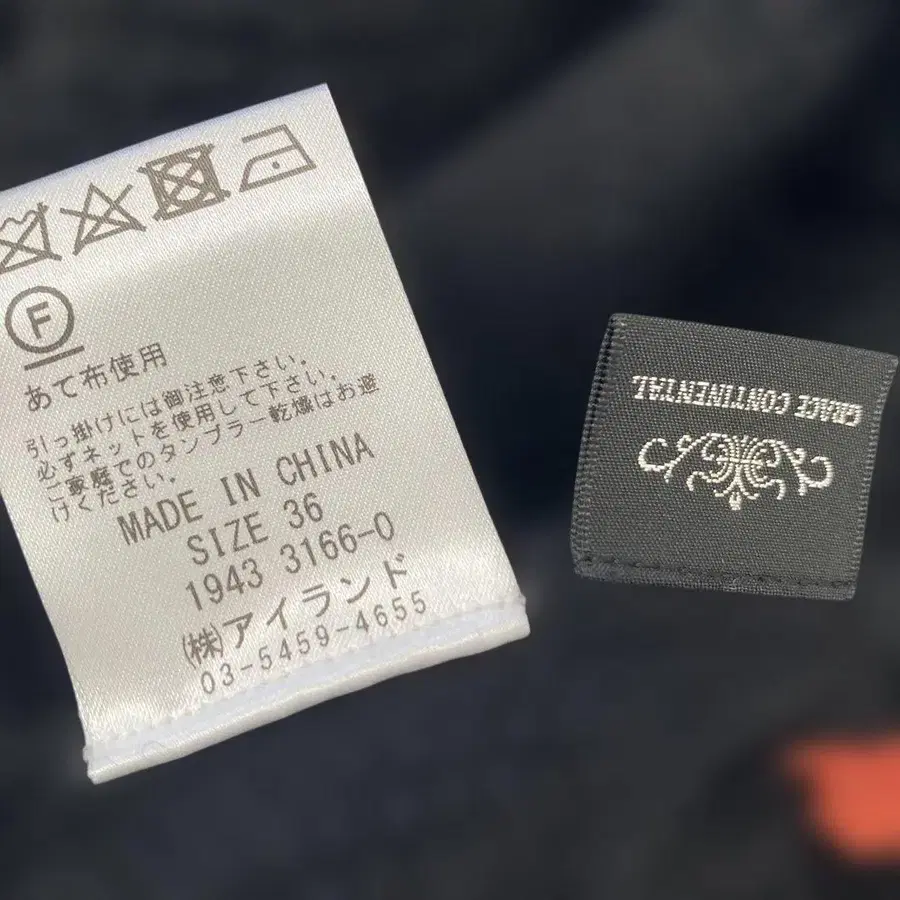 F
あて布使用
引っ掛けには御注意下さい。
必ずネットを使用して下さい。
ご家庭でのタンブラー乾燥はお避
けください。
MADE IN CHINA
SIZE 36
1943 3166-0
㈱アイランド
03-5459-4655
GRACE CONTINENTAL